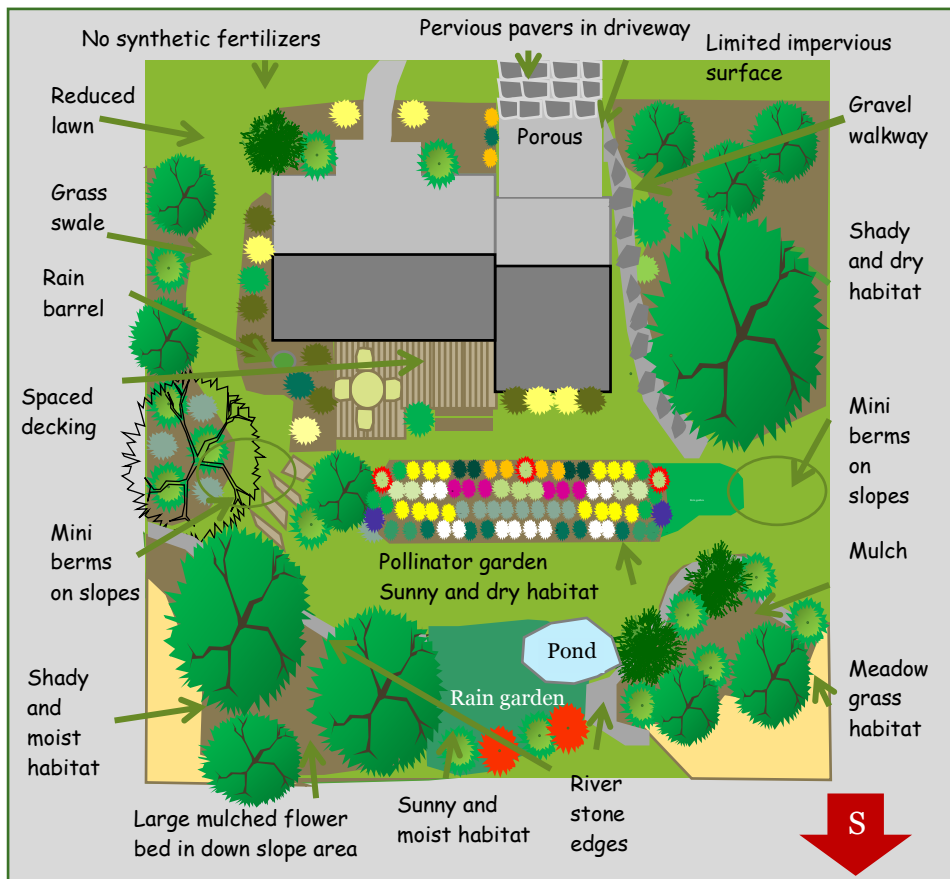 No synthetic fertilizers
Pervious pavers in driveway
Limited impervious
surface
Reduced
lawn
Gravel
walkway
Porous
Grass
swale
Shady
and dry
habitat
Rain
barrel
Spaced
decking
Mini
berms
on
slopes
Mini
berms
on slopes
Pollinator garden
Sunny and dry habitat
Mulch
Pond
Rain garden
Shady
and
moist
habitat
Meadow
grass
habitat
Large mulched flower
bed in down slope area
Sunny and
moist habitat
River
stone
edges
S